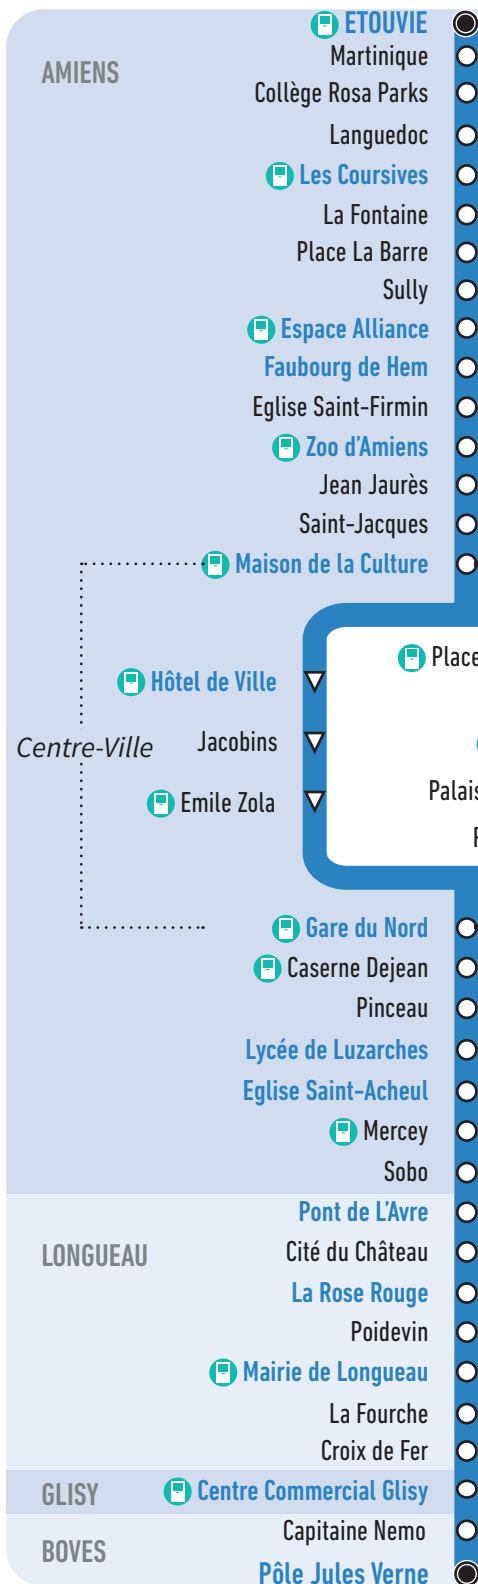 ETOUVIE
AMIENS
Martinique
Collège Rosa Parks
Languedoc
Les Coursives
La Fontaine
Place La Barre
Sully
Espace Alliance
Faubourg de Hem
Eglise Saint-Firmin
Zoo d'Amiens
Jean Jaurès
Saint-Jacques
Maison de la Culture
Place
Hôtel de Ville
Centre-Ville
Jacobins
Emile Zola
Palais
Gare du Nord
Caserne Dejean
Pinceau
Lycée de Luzarches
Eglise Saint-Acheul
Mercey
Sobo
Pont de L'Avre
LONGUEAU
Cité du Château
La Rose Rouge
Poidevin
Mairie de Longueau
La Fourche
Croix de Fer
GLISY
Centre Commercial Glisy
Capitaine Nemo
BOVES
Pôle Jules Verne